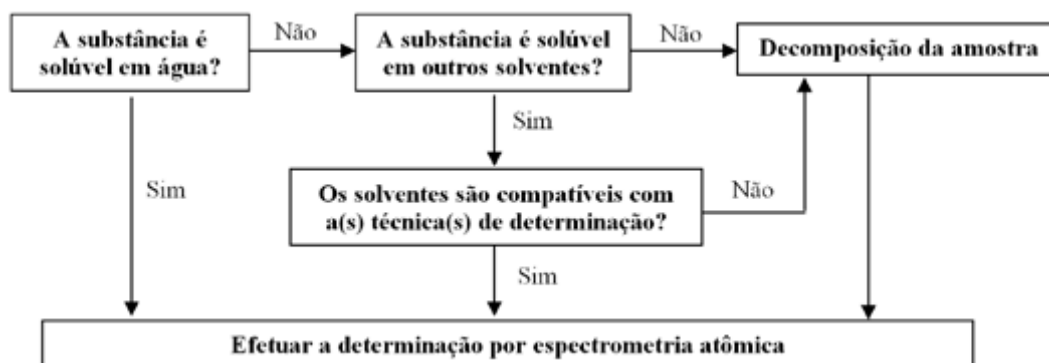 A substância é
solúvel em água?
Não
A substância é solúvel
em outros solventes?
Não
Decomposição da amostra
Sim
Sim
Os solventes são compatíveis com
a(s) técnica(s) de determinação?
Não
Sim
Efetuar a determinação por espectrometria atômica